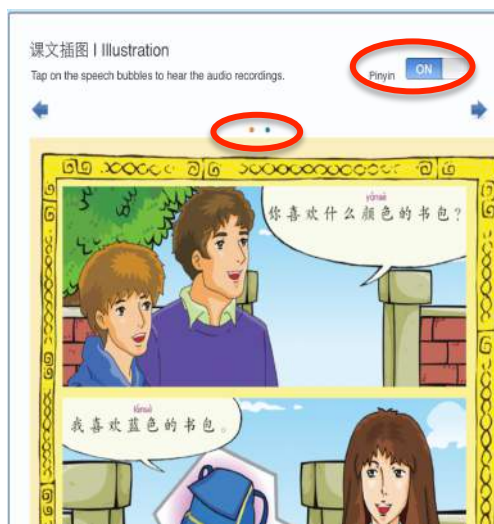 课文插图 | Illustration
Tap on the speech bubbles to hear the audio recordings.
Pinyin ON
yánsè
你喜欢什么颜色的书包？
lánsè
我喜欢蓝色的书包。